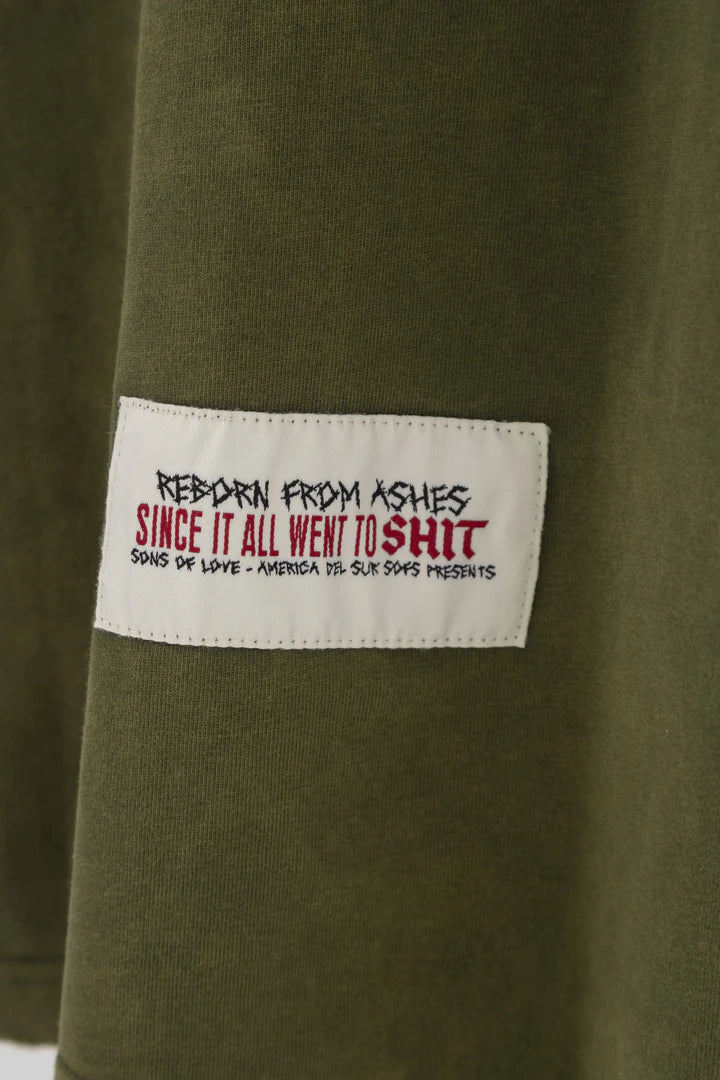 REBORN FROM ASHES
SINCE IT ALL WENT TO SHIT
SONS OF LOVE - AMERICA DEL SUR SOFS PRESENTS